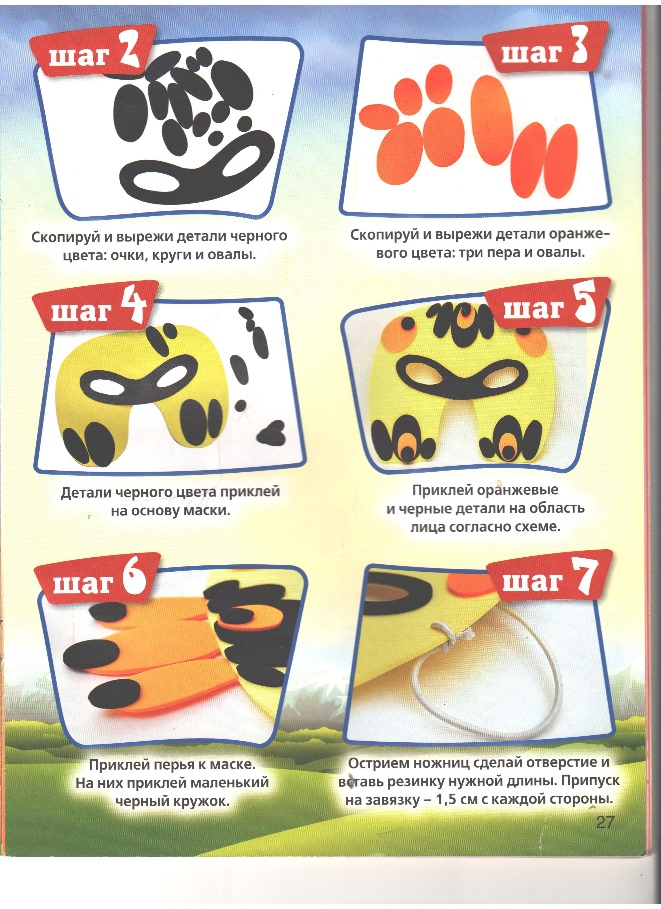 шаг 2
Скопируй и вырежи детали черного
цвета: очки, круги и овалы.
шаг 3
Скопируй и вырежи детали оранже-
вого цвета: три пера и овалы.
шаг 4
Детали черного цвета приклей
на основу маски.
шаг 5
Приклей оранжевые
и черные детали на область
лица согласно схеме.
шаг 6
Приклей перья к маске.
На них приклей маленький
черный кружок.
шаг 7
Острием ножниц сделай отверстие и
вставь резинку нужной длины. Припуск
на завязку – 1,5 см с каждой стороны.
27